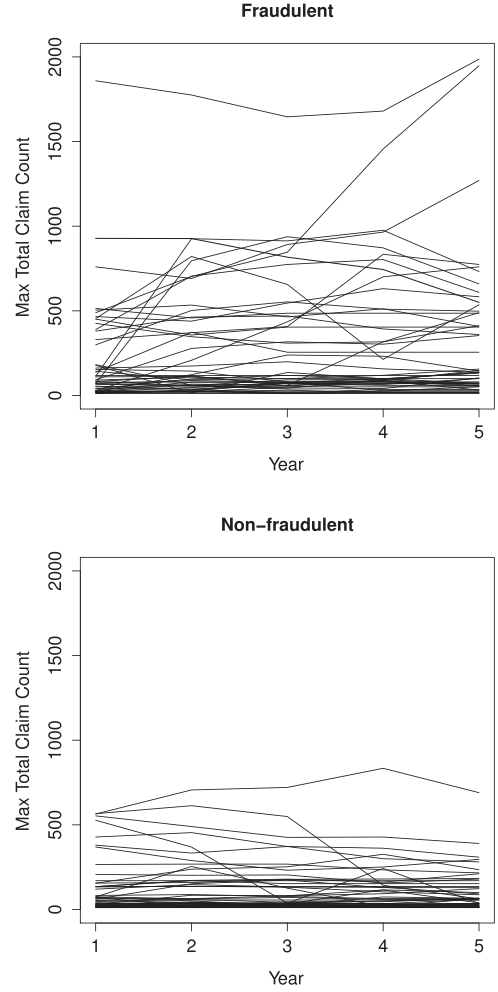 Fraudulent
Max Total Claim Count
2000
1500
1000
500
0
1 2 3 4 5
Year
Non−fraudulent
Max Total Claim Count
2000
1500
1000
500
0
1 2 3 4 5
Year